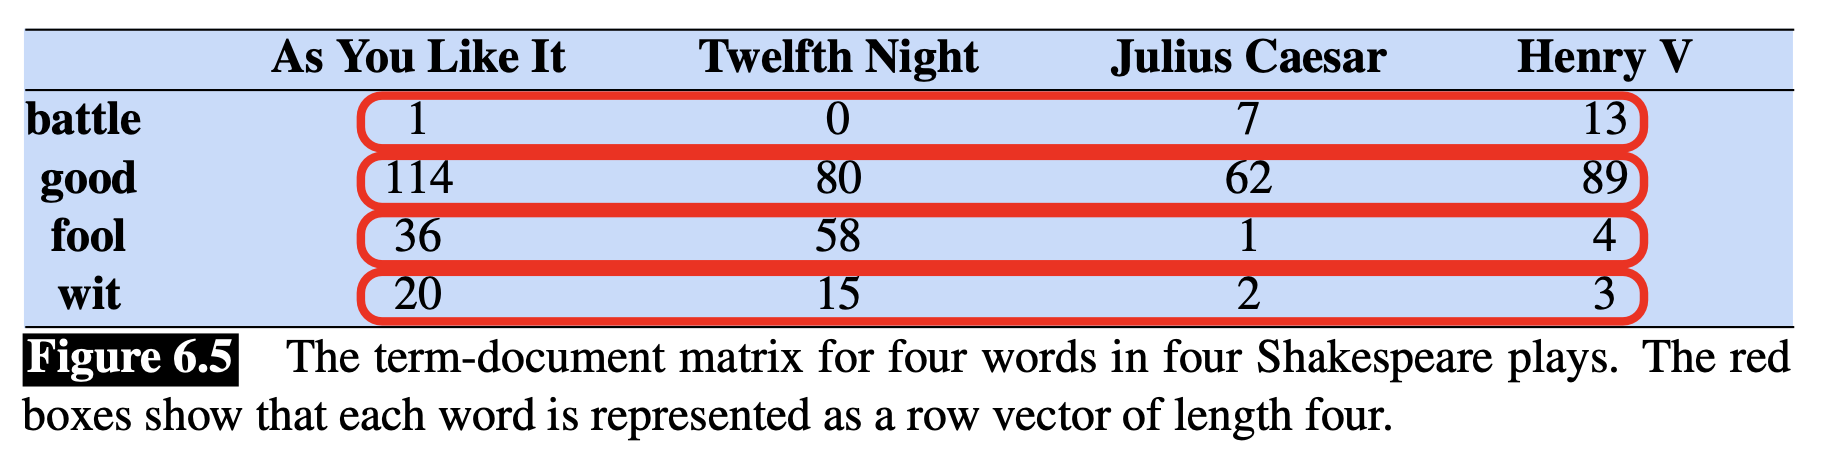 As You Like It Twelfth Night Julius Caesar Henry V
battle 1 0 7 13
good 114 80 62 89
fool 36 58 1 4
wit 20 15 2 3
Figure 6.5 The term-document matrix for four words in four Shakespeare plays. The red
boxes show that each word is represented as a row vector of length four.